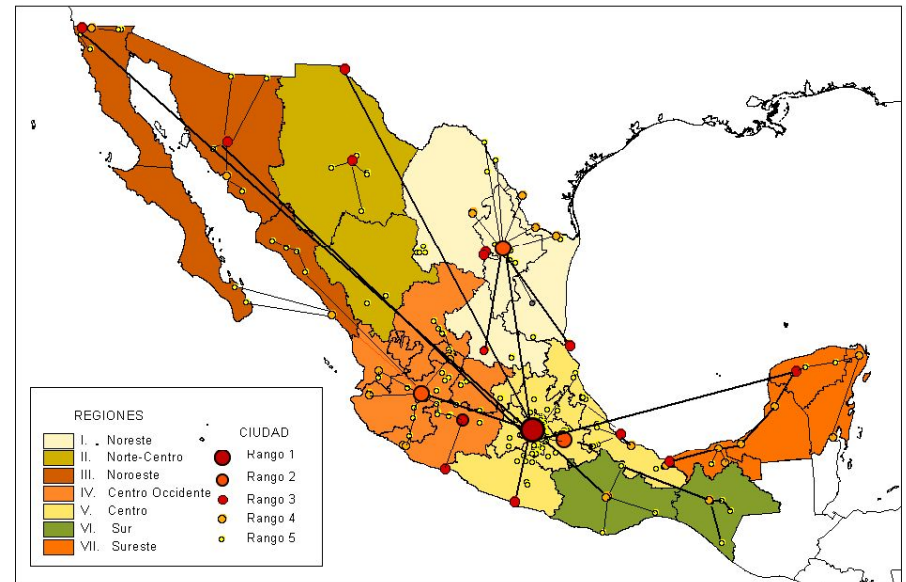 REGIONES
I. Noreste
II. Norte-Centro
III. Noroeste
IV. Centro Occidente
V. Centro
VI. Sur
VII. Sureste
CIUDAD
Rango 1
Rango 2
Rango 3
Rango 4
Rango 5